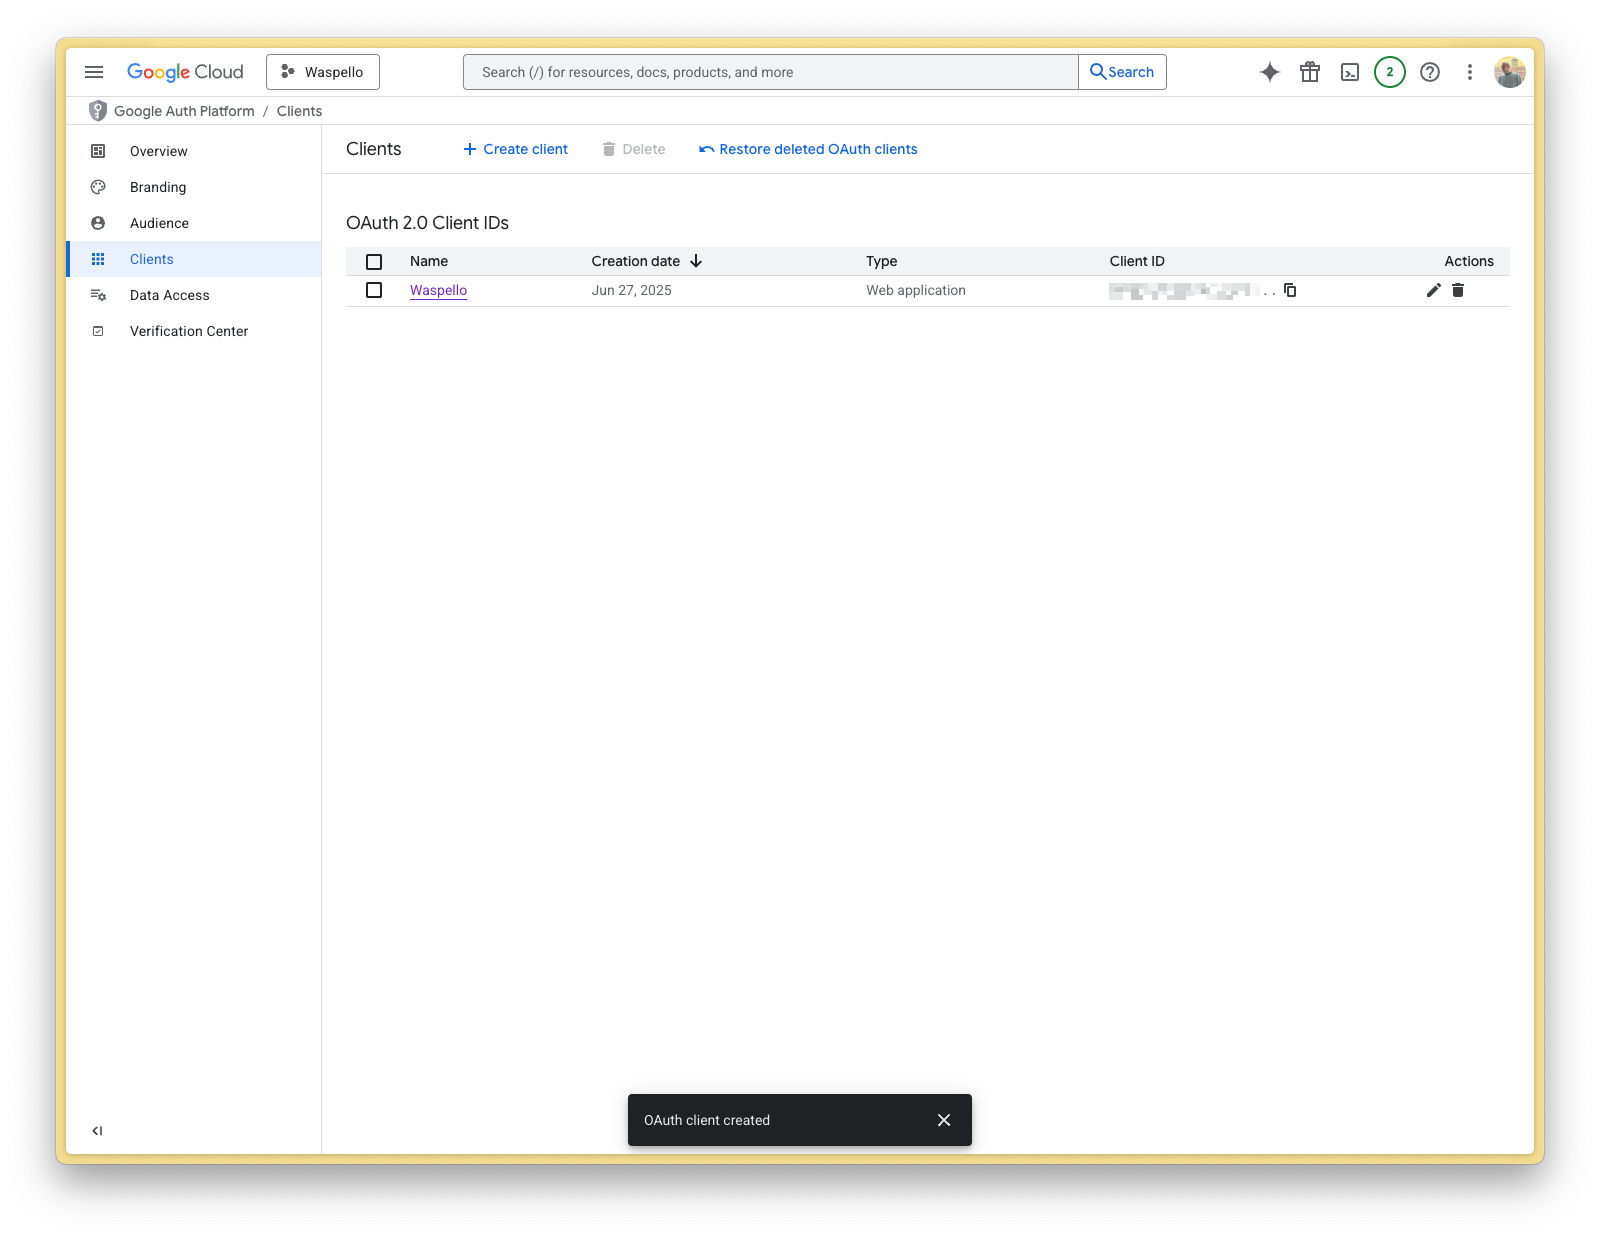 Google Cloud Waspello Search (/) for resources, docs, products, and more Search 2
Google Auth Platform / Clients
Overview
Branding
Audience
Clients
Data Access
Verification Center
Clients Create client Delete Restore deleted OAuth clients
OAuth 2.0 Client IDs
Name Creation date Type Client ID Actions
Waspello Jun 27, 2025 Web application . .
OAuth client created